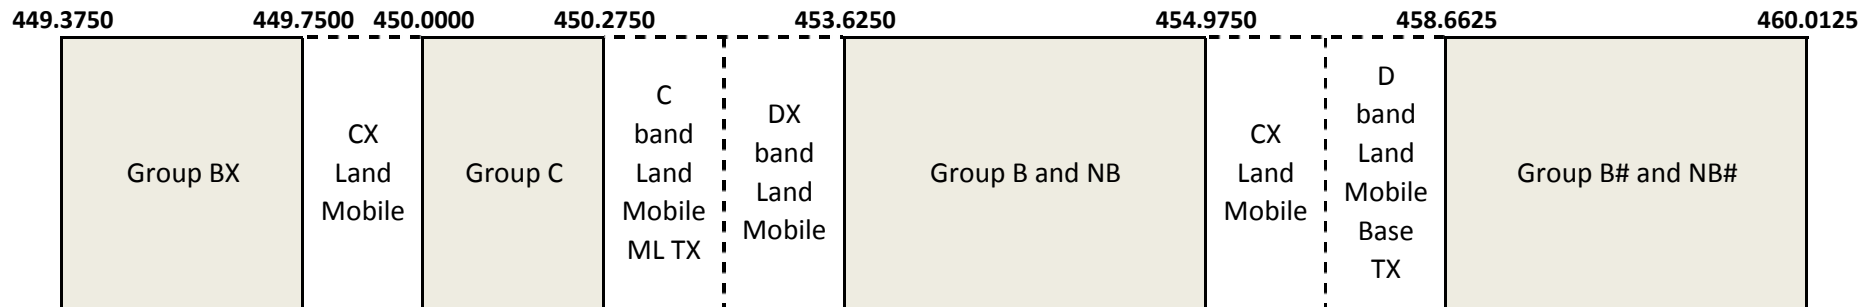 449.3750 449.7500 450.0000 450.2750 453.6250 454.9750 458.6625 460.0125
Group BX
CX
Land
Mobile
Group C
C
band
Land
Mobile
ML TX
DX
band
Land
Mobile
Group B and NB
CX
Land
Mobile
D
band
Land
Mobile
Base
TX
Group B# and NB#